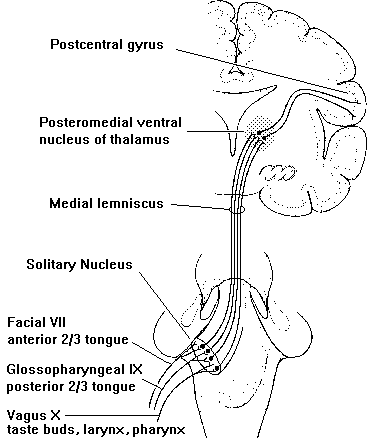 Postcentral gyrus
Posteromedial ventral
nucleus of thalamus
Medial lemniscus
Solitary Nucleus
Facial VII
anterior 2/3 tongue
Glossopharyngeal IX
posterior 2/3 tongue
Vagus X
taste buds, larynx, pharynx